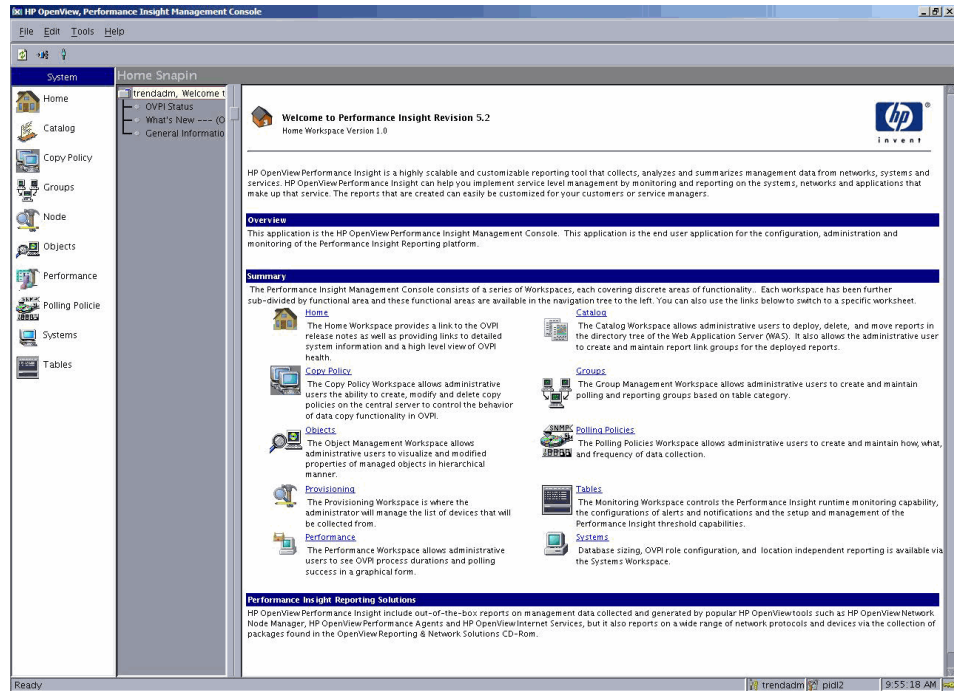 HP OpenView, Performance Insight Management Console
File Edit Tools Help
System
Home Snapin
Home
Catalog
Copy Policy
Groups
Node
Objects
Performance
Polling Policie
Systems
Tables
trendadm, Welcome t
OVPI Status
What's New --- (O
General Informatio
Welcome to Performance Insight Revision 5.2
Home Workspace Version 1.0
hp
®
invent
HP OpenView Performance Insight is a highly scalable and customizable reporting tool that collects, analyzes and summarizes management data from networks, systems and
services. HP OpenView Performance Insight can help you implement service level management by monitoring and reporting on the systems, networks and applications that
make up that service. The reports that are created can easily be customized for your customers or service managers.
Overview
This application is the HP OpenView Performance Insight Management Console. This application is the end user application for the configuration, administration and
monitoring of the Performance Insight Reporting platform.
Summary
The Performance Insight Management Console consists of a series of Workspaces, each covering discrete areas of functionality.. Each workspace has been further
sub-divided by functional area and these functional areas are available in the navigation tree to the left. You can also use the links below to switch to a specific worksheet.
Home
The Home Workspace provides a link to the OVPI
release notes as well as providing links to detailed
system information and a high level view of OVPI
health.
Catalog
The Catalog Workspace allows administrative users to deploy, delete, and move reports in
the directory tree of the Web Application Server (WAS). It also allows the administrative user
to create and maintain report link groups for the deployed reports.
Copy Policy
The Copy Policy Workspace allows administrative
users the ability to create, modify and delete copy
policies on the central server to control the behavior
of data copy functionality in OVPI.
Groups
The Group Management Workspace allows administrative users to create and maintain
polling and reporting groups based on table category.
Objects
The Object Management Workspace allows
administrative users to visualize and modified
properties of managed objects in hierarchical
manner.
Polling Policies
The Polling Policies Workspace allows administrative users to create and maintain how, what,
and frequency of data collection.
Provisioning
The Provisioning Workspace is where the
administrator will manage the list of devices that will
be collected from.
Tables
The Monitoring Workspace controls the Performance Insight runtime monitoring capability,
the configurations of alerts and notifications and the setup and management of the
Performance Insight threshold capabilities.
Performance
The Performance Workspace allows administrative
users to see OVPI process durations and polling
success in a graphical form.
Systems
Database sizing, OVPI role configuration, and location independent reporting is available via
the Systems Workspace.
Performance Insight Reporting Solutions
HP OpenView Performance Insight include out-of-the-box reports on management data collected and generated by popular HP OpenView tools such as HP OpenView Network
Node Manager, HP OpenView Performance Agents and HP OpenView Internet Services, but it also reports on a wide range of network protocols and devices via the collection of
packages found in the OpenView Reporting & Network Solutions CD-Rom.
Ready
trendadm
pidl2
9:55:18 AM